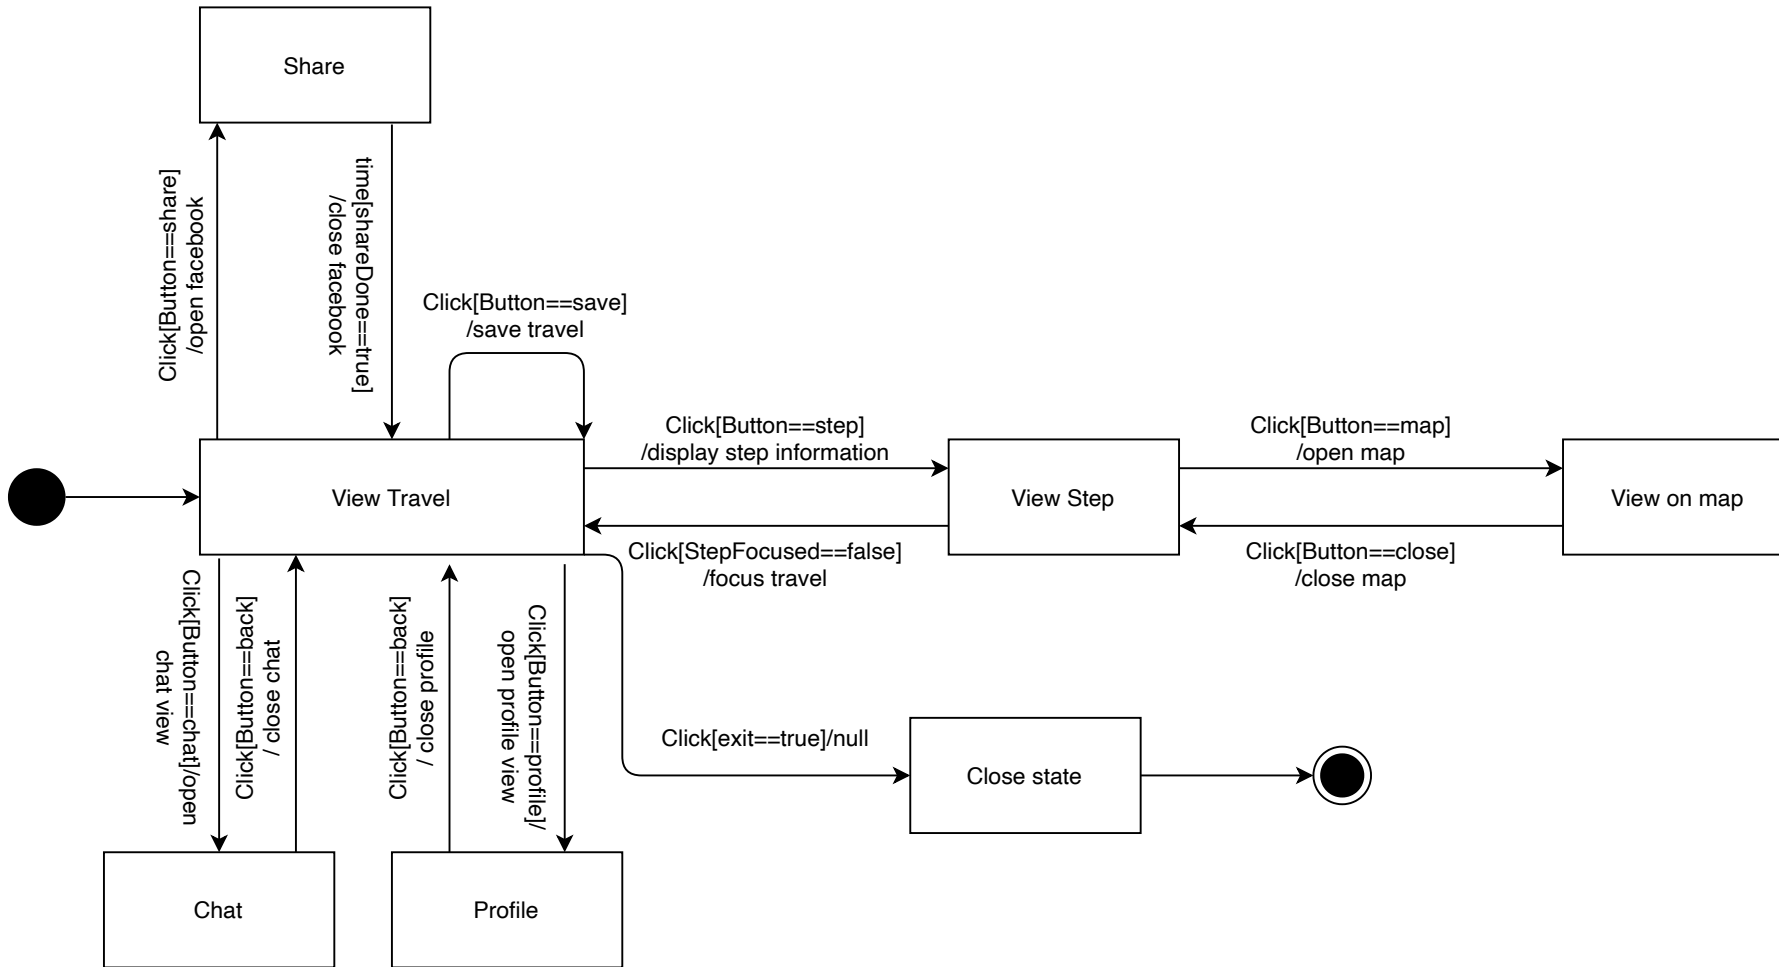 Share
Click[Button==share]
/open facebook
time[shareDone==true]
/close facebook
Click[Button==save]
/save travel
Click[Button==step]
/display step information
Click[Button==map]
/open map
View Travel
View Step
View on map
Click[StepFocused==false]
/focus travel
Click[Button==close]
/close map
Click[Button==chat]/open
chat view
Click[Button==back]
/ close chat
Click[Button==back]
/ close profile
Click[Button==profile]/
open profile view
Click[exit==true]/null
Close state
Chat
Profile